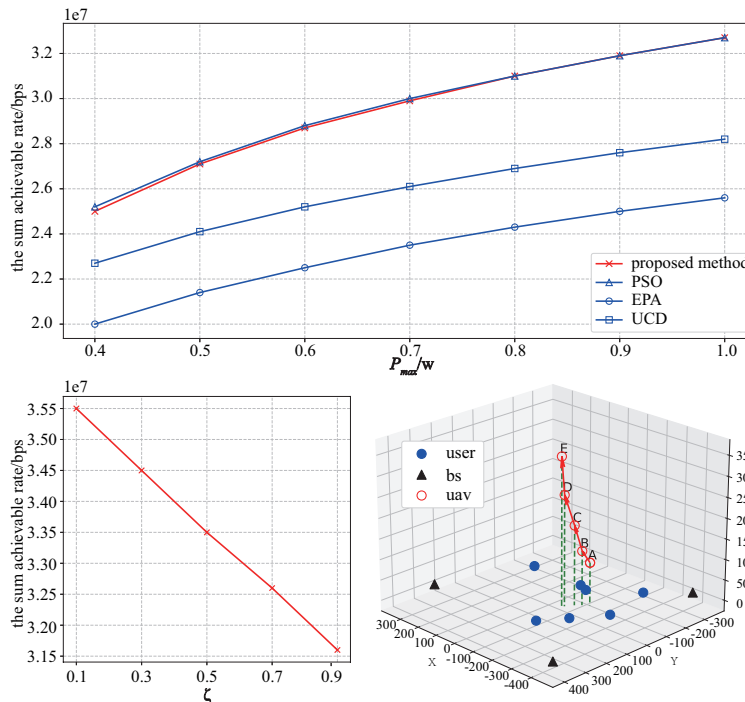 1e7
the sum achievable rate/bps
3.2
3.0
2.8
2.6
2.4
2.2
2.0
proposed method
PSO
EPA
UCD
0.4 0.5 0.6 0.7 0.8 0.9 1.0
P_max/w
1e7
the sum achievable rate/bps
3.55
3.50
3.45
3.40
3.35
3.30
3.25
3.20
3.15
0.1 0.3 0.5 0.7 0.9
ζ
user
bs
uav
E
D
C
B
A
300
200
150
100
50
0
300
200
100
0
-100
-200
-300
-400
X
400
300
200
100
0
-100
-200
-300
Y